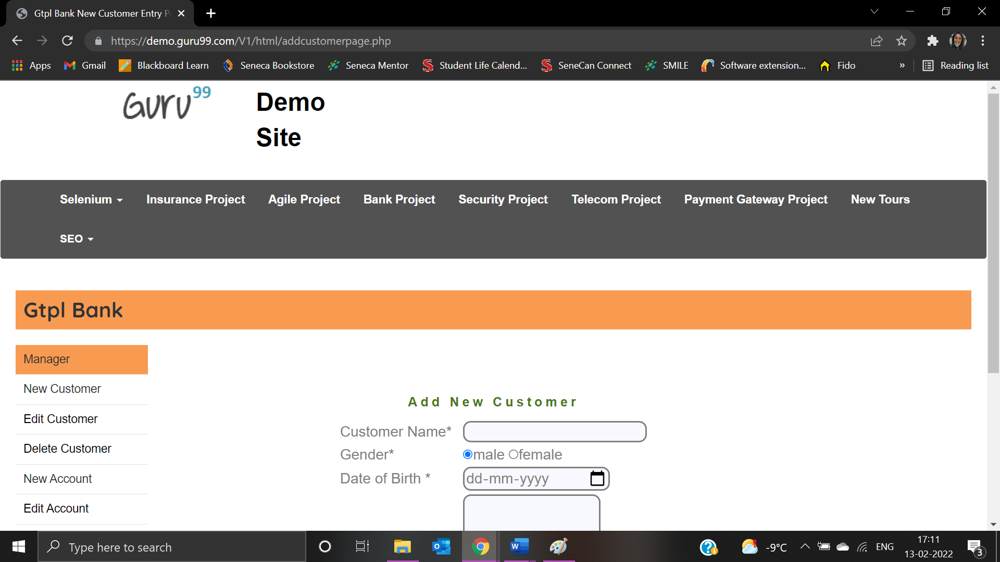 Gtpl Bank New Customer Entry P
https://demo.guru99.com/V1/html/addcustomerpage.php
Apps Gmail Blackboard Learn Seneca Bookstore Seneca Mentor Student Life Calend... SeneCan Connect SMILE Software extension... Fido » Reading list
Guru99
Demo
Site
Selenium Insurance Project Agile Project Bank Project Security Project Telecom Project Payment Gateway Project New Tours
SEO
Gtpl Bank
Manager
New Customer
Edit Customer
Delete Customer
New Account
Edit Account
Add New Customer
Customer Name*
Gender* male female
Date of Birth * dd-mm-yyyy
Type here to search
-9°C ENG
17:11
13-02-2022
3